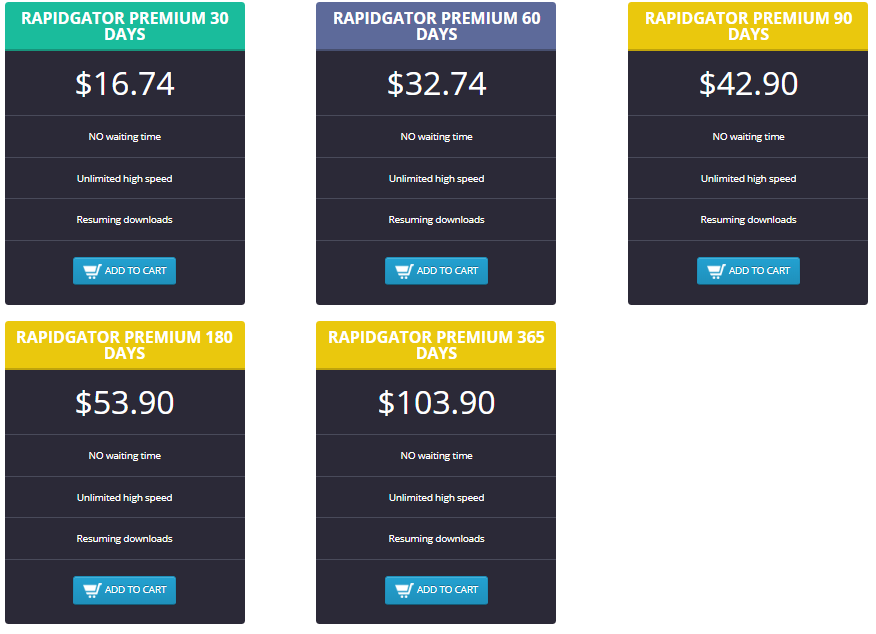 RAPIDGATOR PREMIUM 30
DAYS
$16.74
NO waiting time
Unlimited high speed
Resuming downloads
ADD TO CART
RAPIDGATOR PREMIUM 60
DAYS
$32.74
NO waiting time
Unlimited high speed
Resuming downloads
ADD TO CART
RAPIDGATOR PREMIUM 90
DAYS
$42.90
NO waiting time
Unlimited high speed
Resuming downloads
ADD TO CART
RAPIDGATOR PREMIUM 180
DAYS
$53.90
NO waiting time
Unlimited high speed
Resuming downloads
ADD TO CART
RAPIDGATOR PREMIUM 365
DAYS
$103.90
NO waiting time
Unlimited high speed
Resuming downloads
ADD TO CART